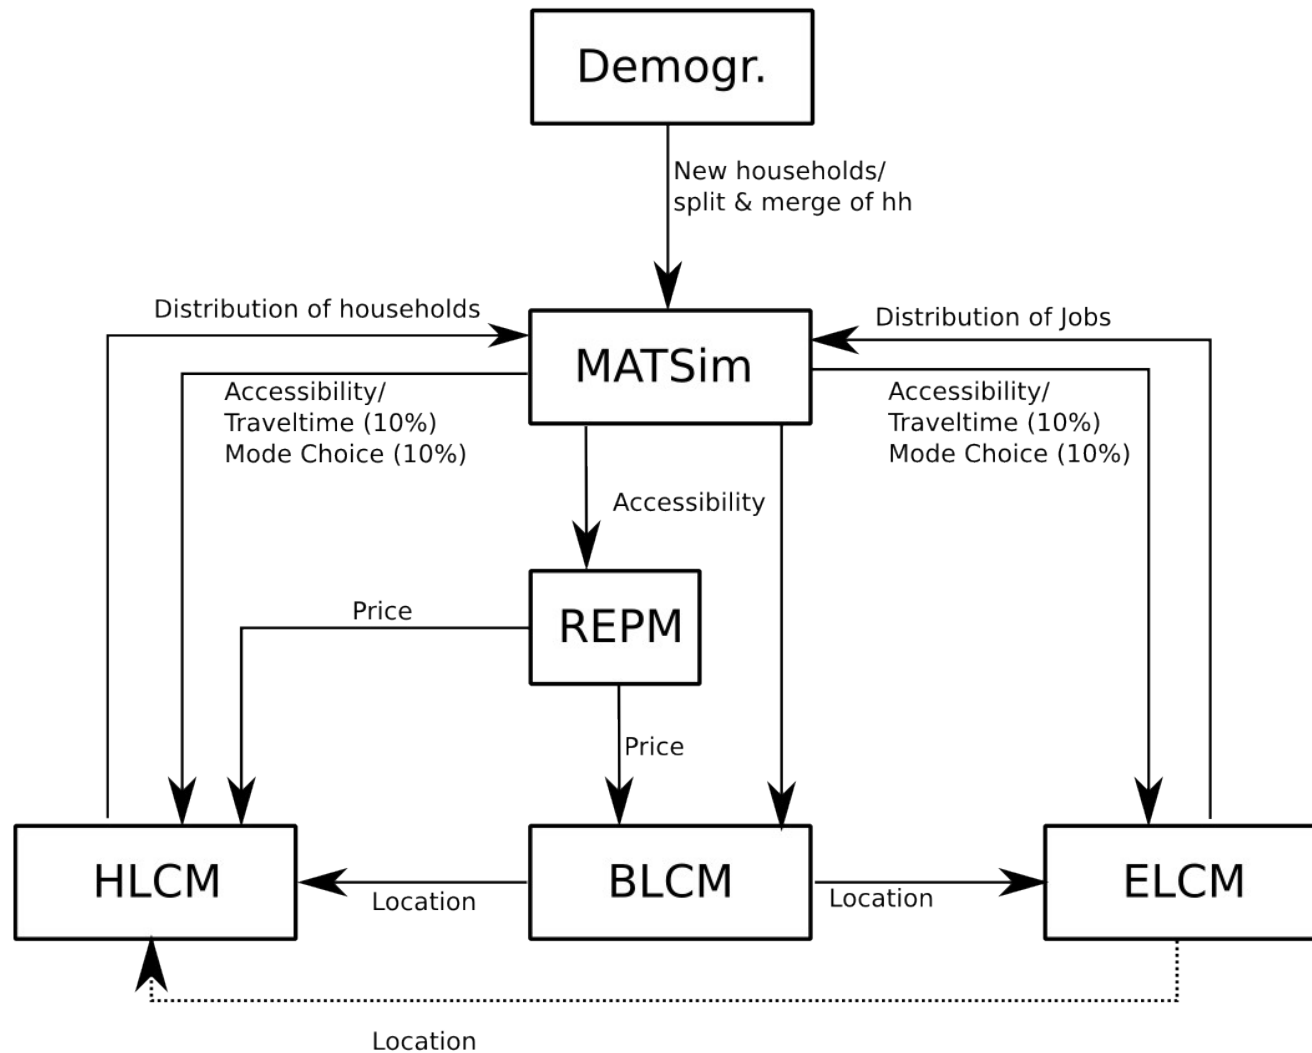 Demogr.
New households/
split & merge of hh
Distribution of households
Distribution of Jobs
MATSim
Accessibility/
Traveltime (10%)
Mode Choice (10%)
Accessibility/
Traveltime (10%)
Mode Choice (10%)
Accessibility
Price
REPM
Price
HLCM
BLCM
ELCM
Location
Location
Location